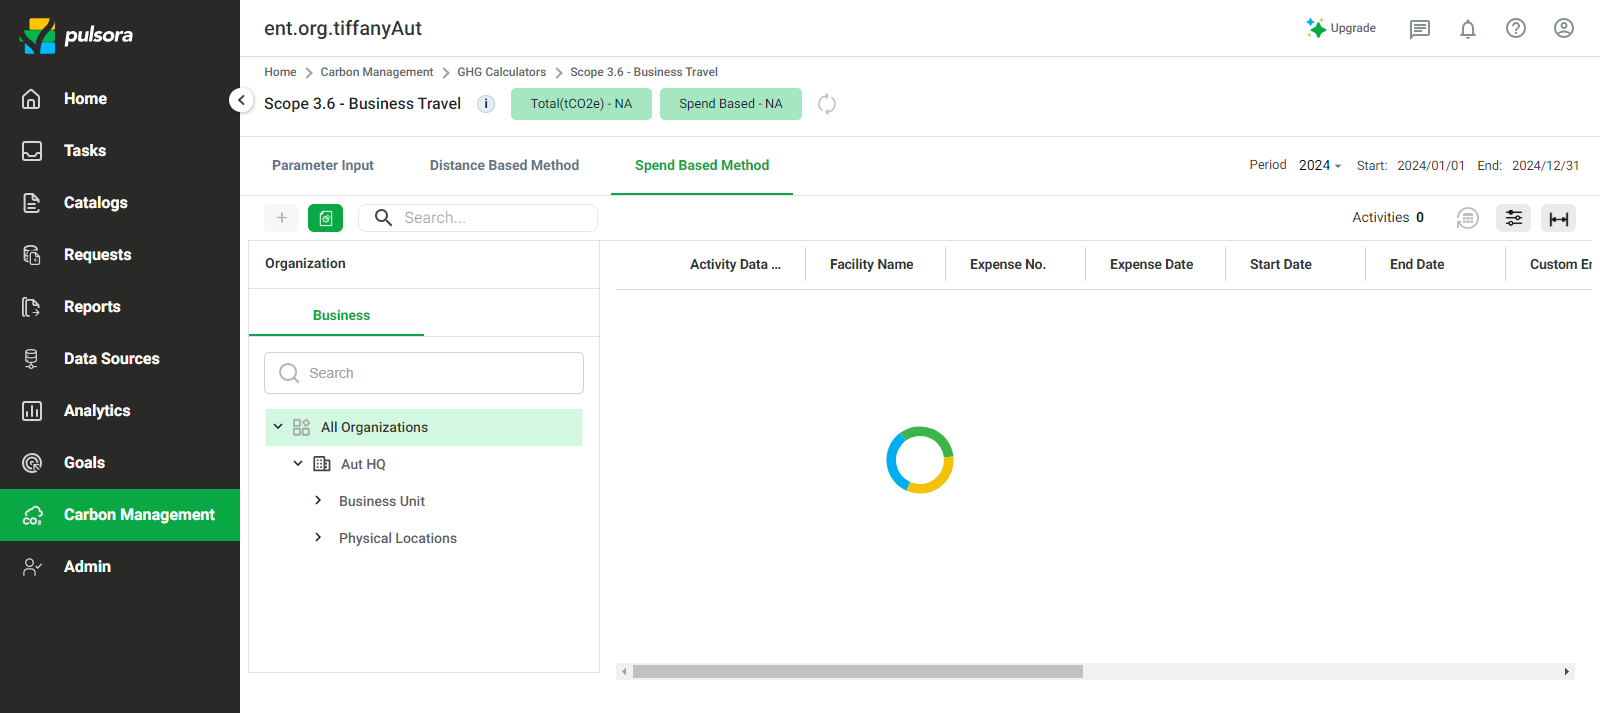 pulsora
ent.org.tiffanyAut
Upgrade
Home
Tasks
Catalogs
Requests
Reports
Data Sources
Analytics
Goals
Carbon Management
Admin
Home > Carbon Management > GHG Calculators > Scope 3.6 - Business Travel
Scope 3.6 - Business Travel i Total(tCO2e) - NA Spend Based - NA
Parameter Input Distance Based Method Spend Based Method
Period 2024 Start: 2024/01/01 End: 2024/12/31
+ Search... Activities 0
Organization
Business
Search
All Organizations
Aut HQ
Business Unit
Physical Locations
Activity Data ... Facility Name Expense No. Expense Date Start Date End Date Custom